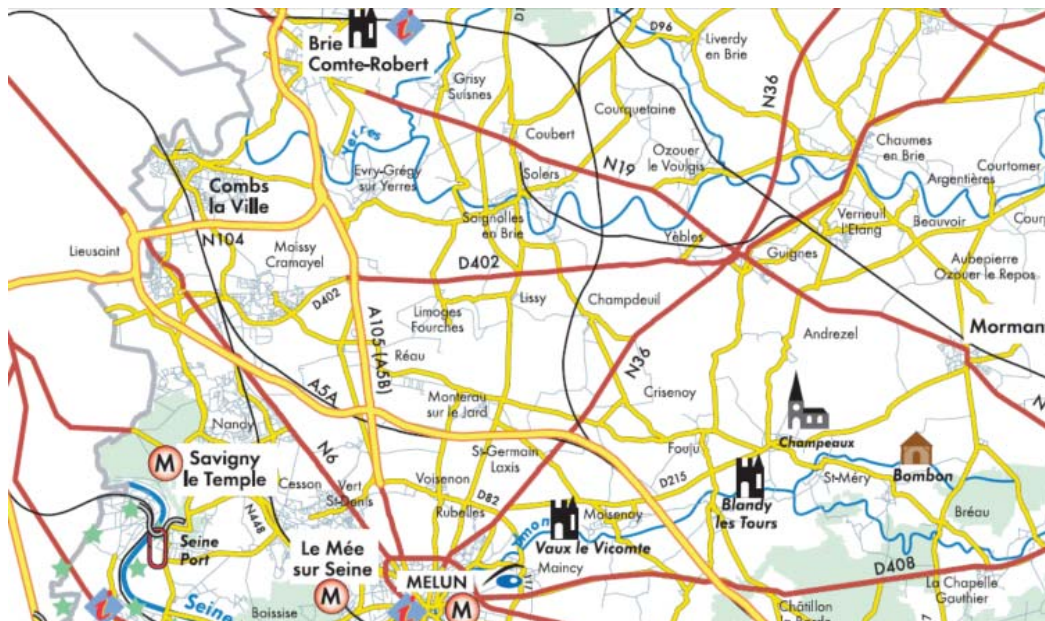 Brie
Comte-Robert
D96
Liverdy
en Brie
N36
Grisy
Suisnes
Courquetaine
Coubert
Yerres
Ozouer
le Voulgis
Chaumes
en Brie
Courtomer
Argentières
N19
Evry-Grégy
sur Yerres
Solers
Combs
la Ville
Soignolles
en Brie
Verneuil
l'Etang
Beauvoir
Yèbles
Guignes
Lieusaint
N104
Moissy
Cramayel
D402
Aubepierre
Ozouer le Repos
D402
Lissy
Champdeuil
Limoges
Fourches
A105 (A5B)
Andrezel
Mormant
Réau
N36
A5A
Crisenoy
Montereau
sur le Jard
Nandy
Champeaux
Fouju
St-Germain
Laxis
N6
M
Savigny
le Temple
Cesson
Vert
St-Denis
Voisenon
D215
St-Méry
Bombon
D82
Rubelles
Blandy
les Tours
N448
Moisenay
Bréau
Seine
Port
Vaux le Vicomte
Le Mée
sur Seine
Maincy
D408
MELUN
La Chapelle
Gauthier
M
M
Seine
Boissise
Châtillon